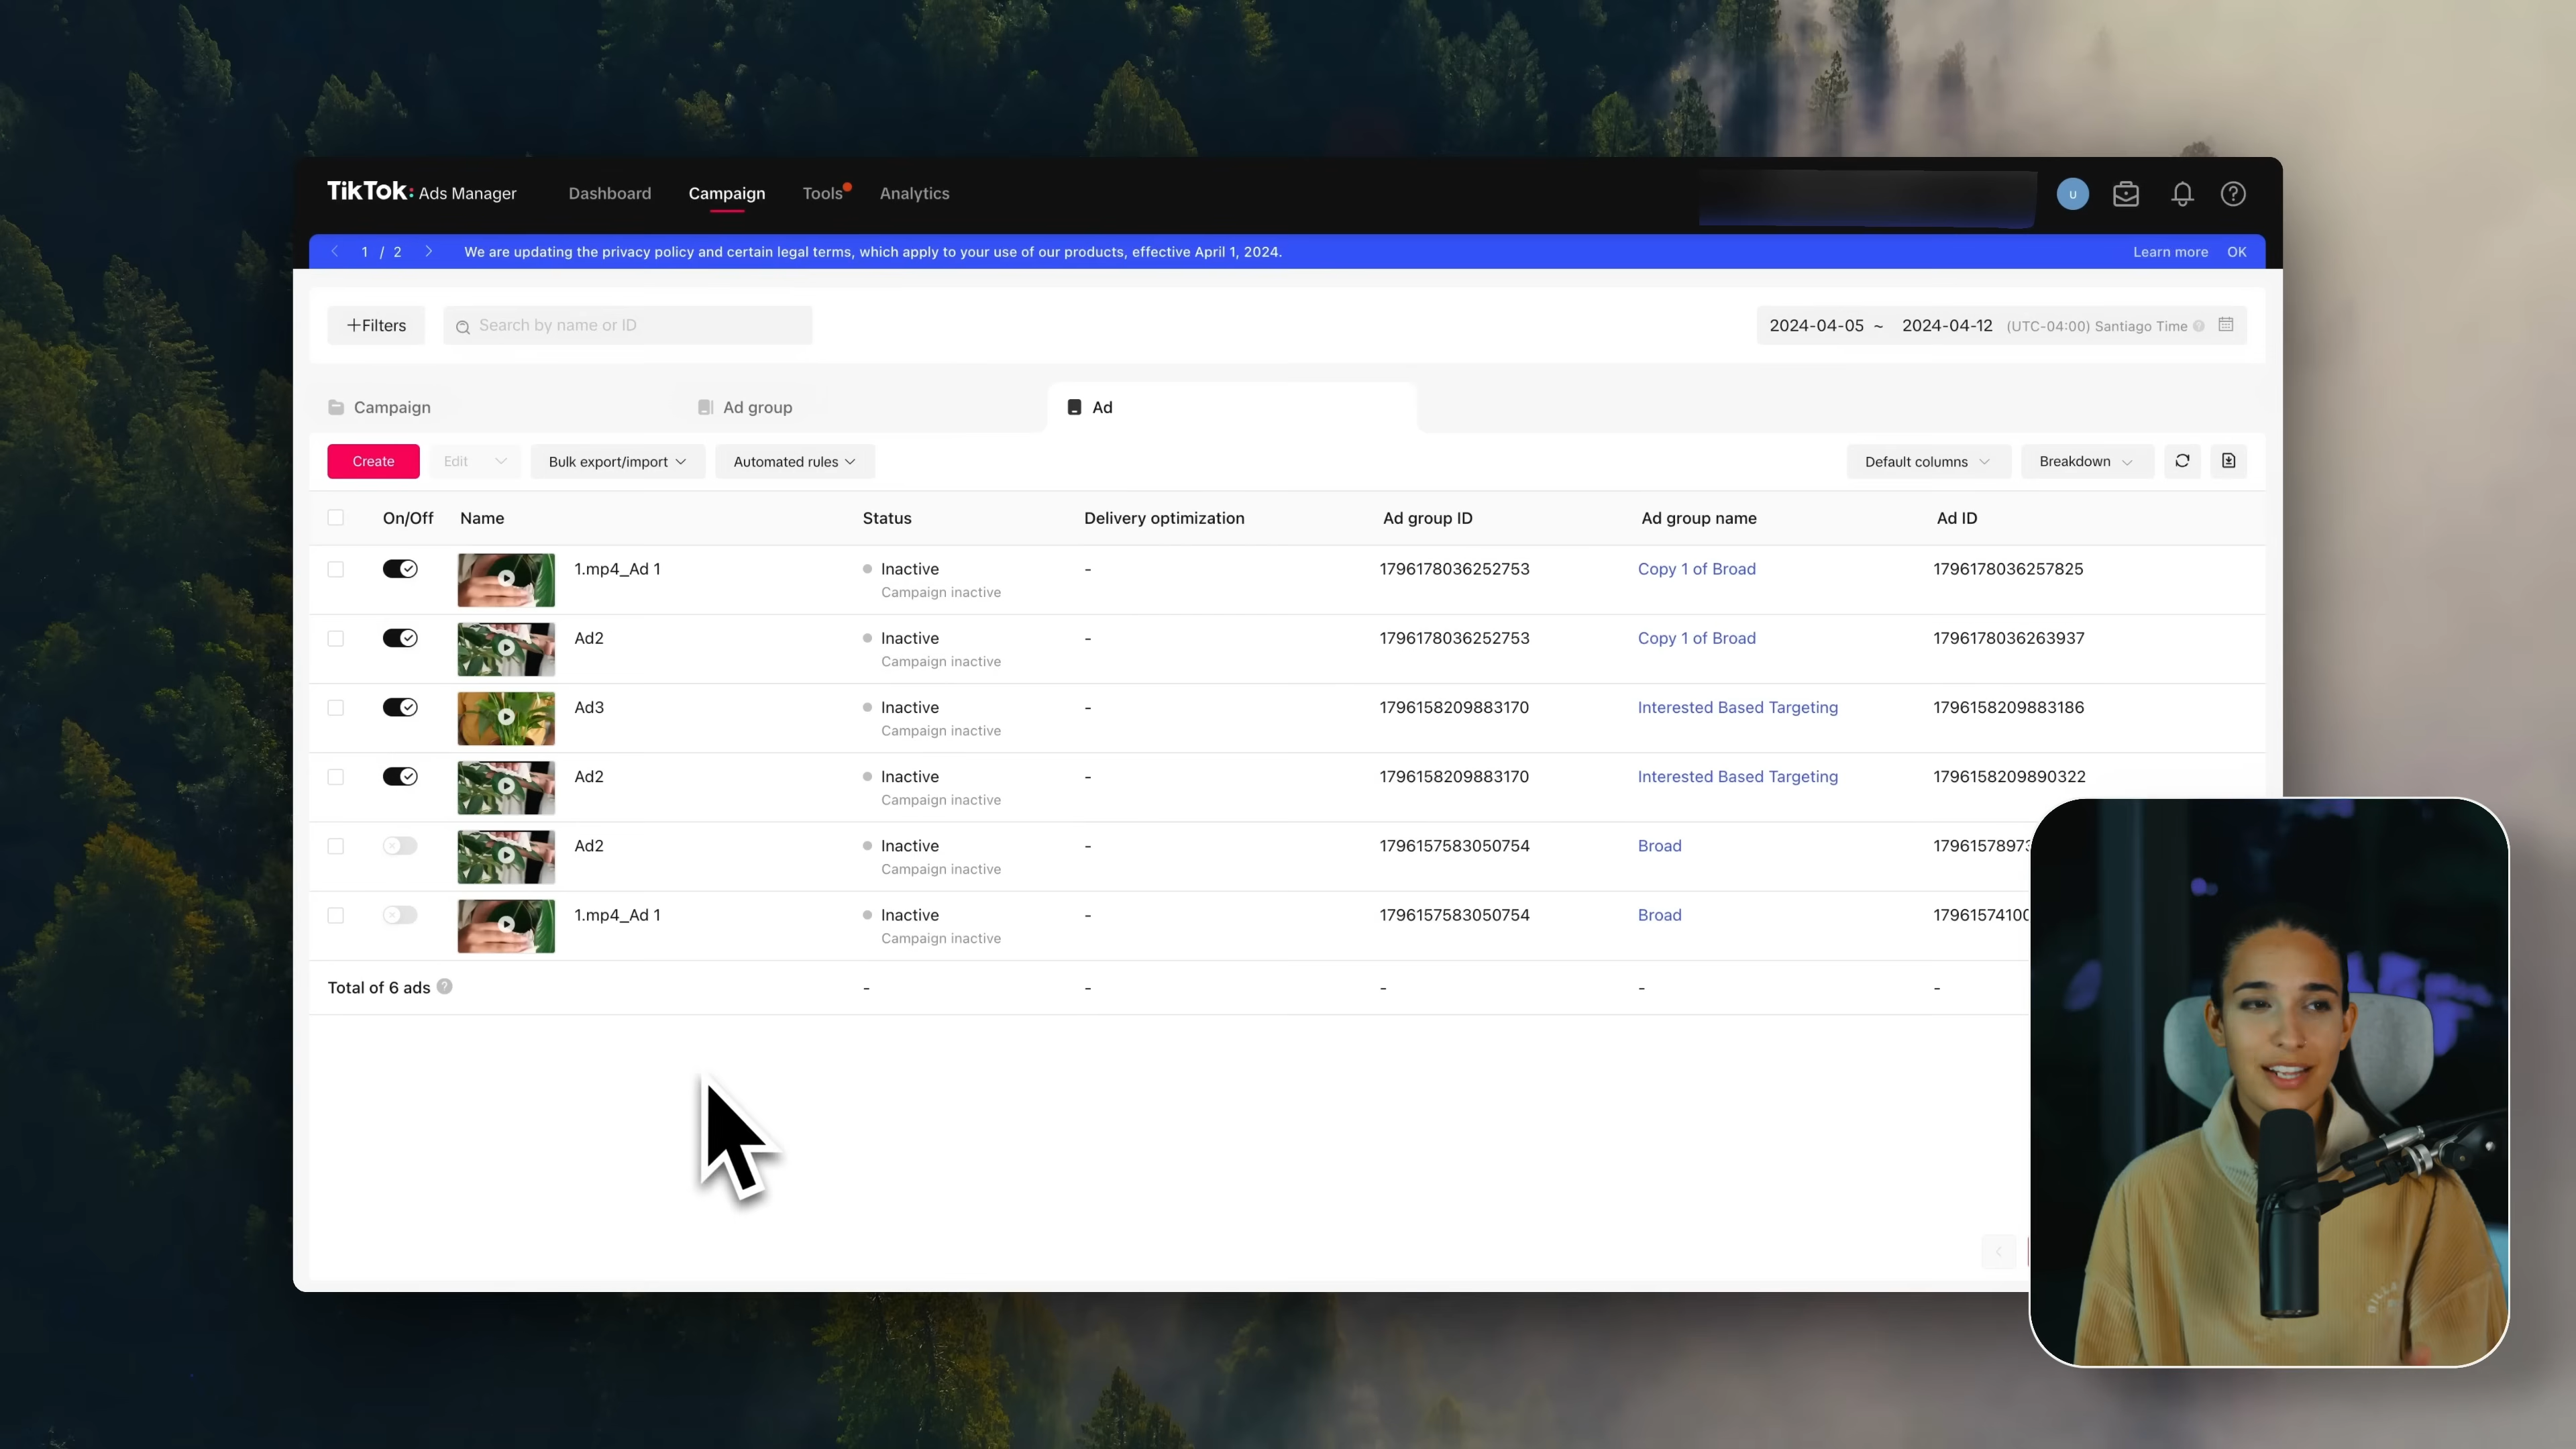 TikTok: Ads Manager Dashboard Campaign Tools Analytics U
1 / 2 We are updating the privacy policy and certain legal terms, which apply to your use of our products, effective April 1, 2024. Learn more OK
+Filters Search by name or ID 2024-04-05 ~ 2024-04-12 (UTC-04:00) Santiago Time
Campaign Ad group Ad
Create Edit Bulk export/import Automated rules Default columns Breakdown
On/Off Name Status Delivery optimization Ad group ID Ad group name Ad ID
1.mp4_Ad 1 Inactive - 1796178036252753 Copy 1 of Broad 1796178036257825
Campaign inactive
Ad2 Inactive - 1796178036252753 Copy 1 of Broad 1796178036263937
Campaign inactive
Ad3 Inactive - 1796158209883170 Interested Based Targeting 1796158209883186
Campaign inactive
Ad2 Inactive - 1796158209883170 Interested Based Targeting 1796158209890322
Campaign inactive
Ad2 Inactive - 1796157583050754 Broad
Campaign inactive
1.mp4_Ad 1 Inactive - 1796157583050754 Broad
Campaign inactive
Total of 6 ads - - - - -